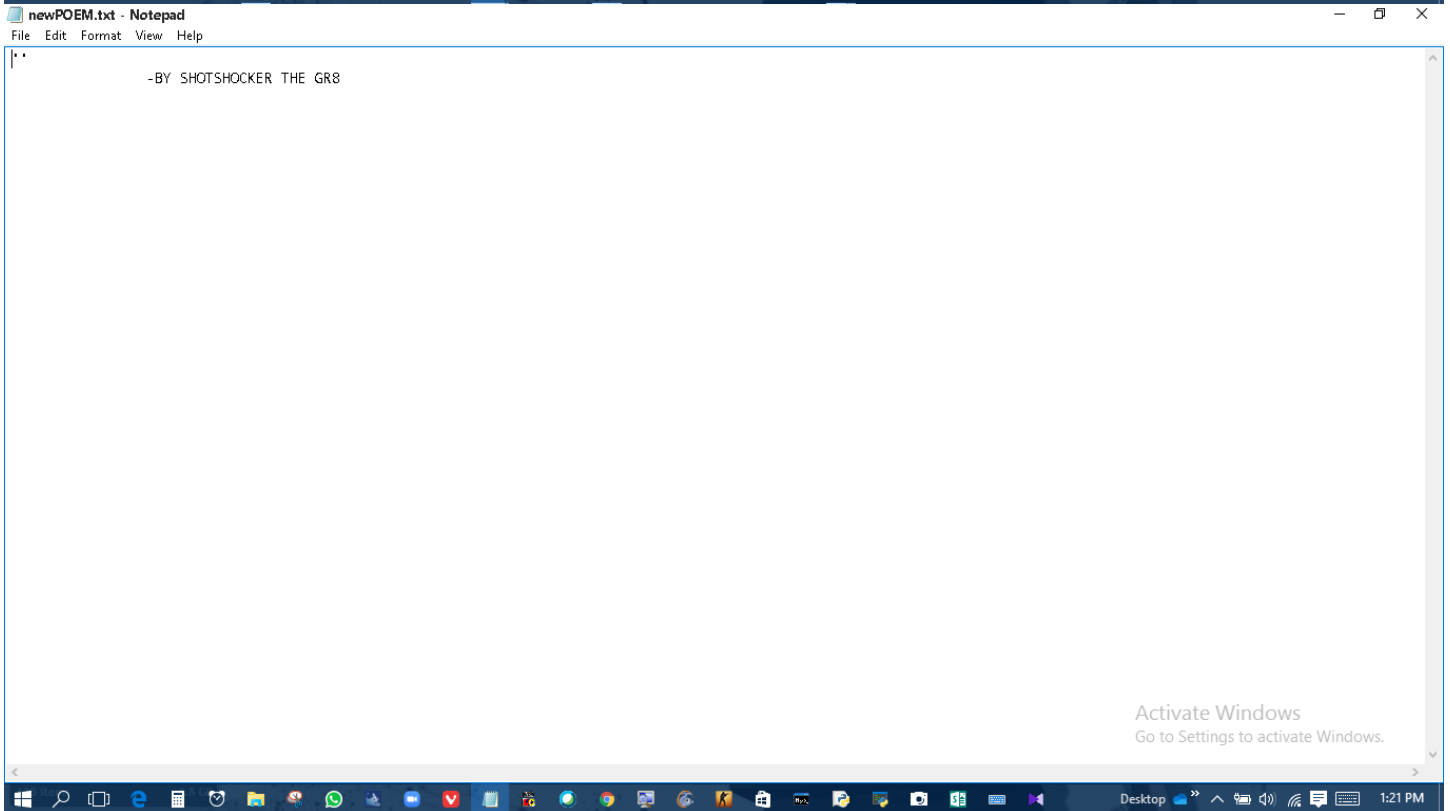 newPOEM.txt - Notepad
File Edit Format View Help
''
-BY SHOTSHOCKER THE GR8
Activate Windows
Go to Settings to activate Windows.
Desktop
1:21 PM